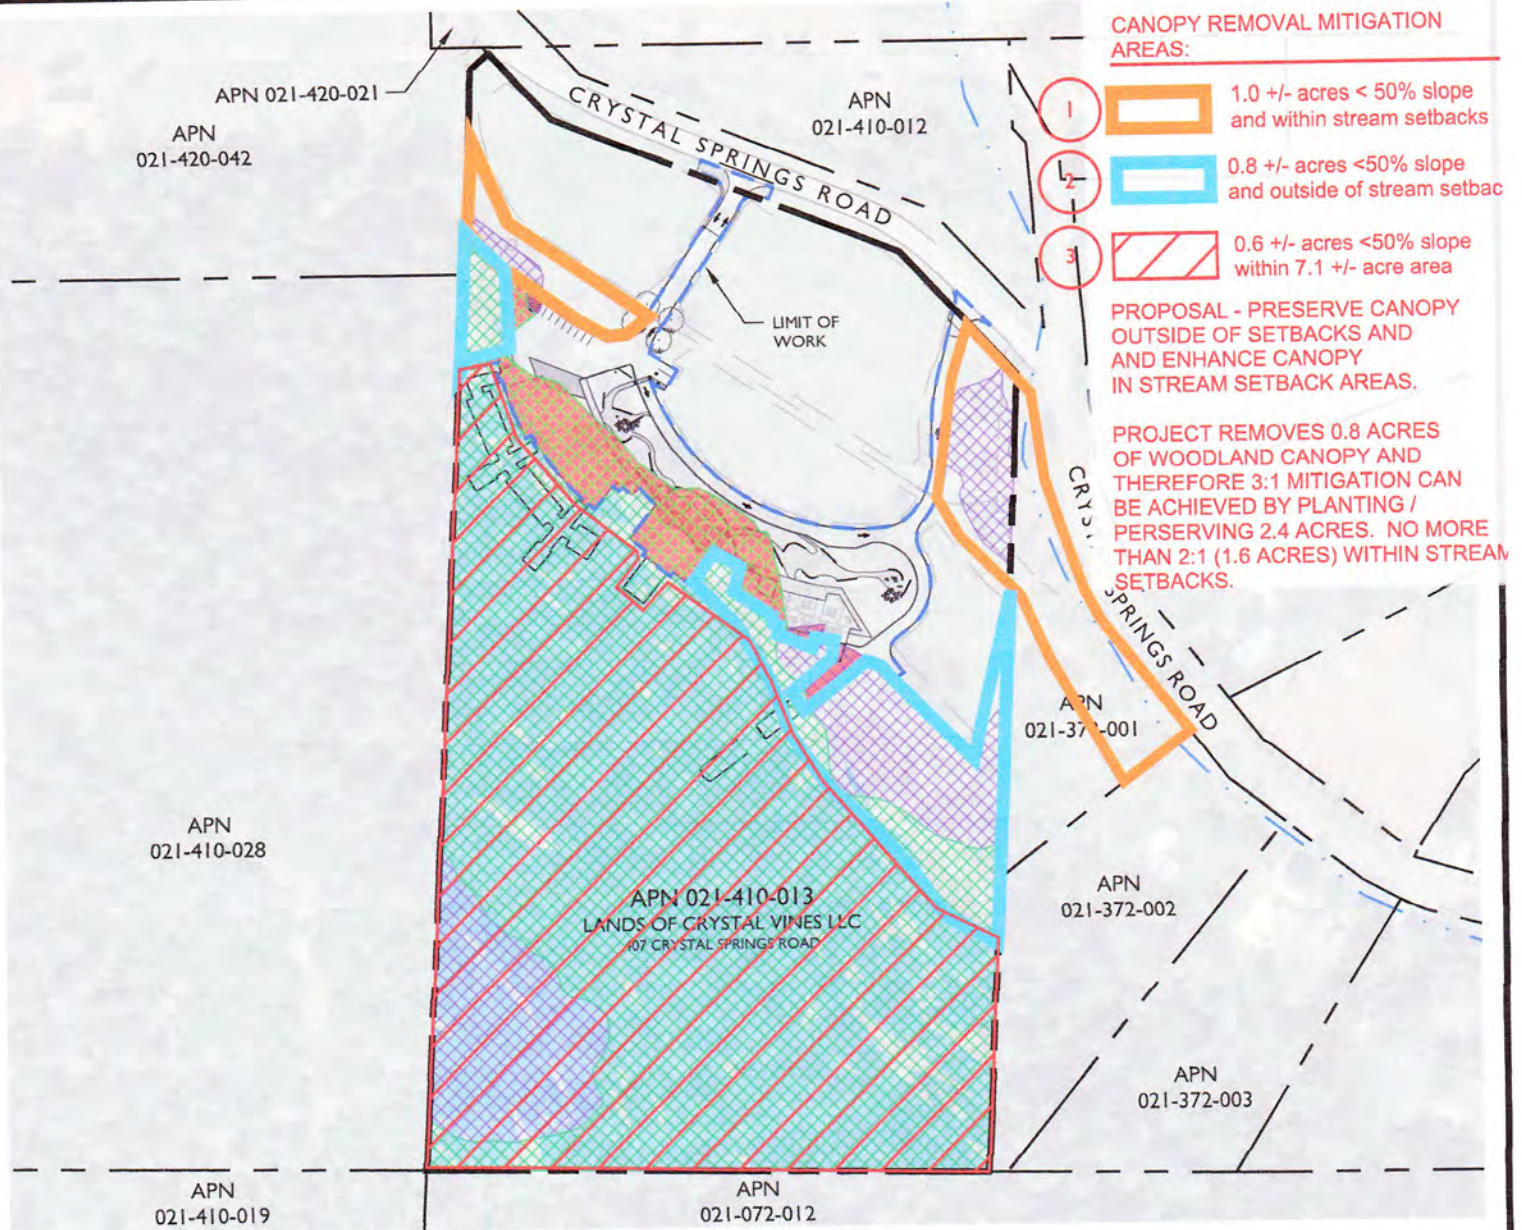 CANOPY REMOVAL MITIGATION
AREAS:
1
1.0 +/- acres < 50% slope
and within stream setbacks
2
0.8 +/- acres <50% slope
and outside of stream setbac
3
0.6 +/- acres <50% slope
within 7.1 +/- acre area
PROPOSAL - PRESERVE CANOPY
OUTSIDE OF SETBACKS AND
AND ENHANCE CANOPY
IN STREAM SETBACK AREAS.
PROJECT REMOVES 0.8 ACRES
OF WOODLAND CANOPY AND
THEREFORE 3:1 MITIGATION CAN
BE ACHIEVED BY PLANTING /
PERSERVING 2.4 ACRES. NO MORE
THAN 2:1 (1.6 ACRES) WITHIN STREAM
SETBACKS.
APN 021-420-021
APN
021-420-042
APN
021-410-012
CRYSTAL SPRINGS ROAD
LIMIT OF
WORK
CRYS
SPRINGS ROAD
APN
APN
021-410-028
APN 021-410-013
LANDS OF CRYSTAL VINES LLC
CRYSTAL SPRINGS ROAD
APN
021-372-002
APN
021-372-003
APN
021-410-019
APN
021-072-012